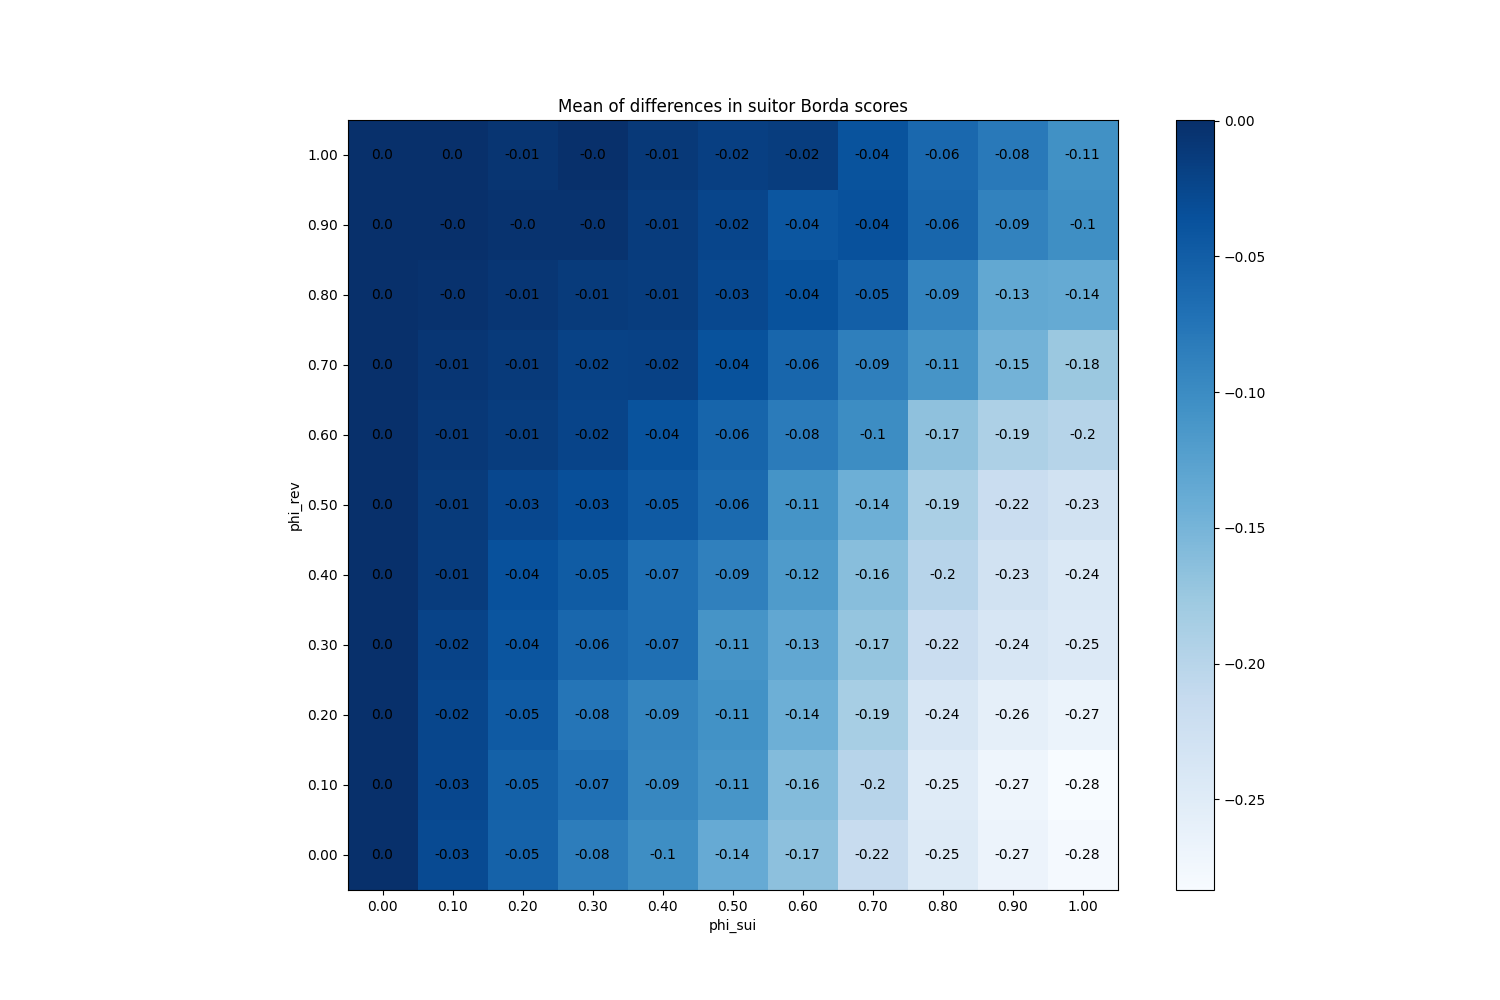 Mean of differences in suitor Borda scores
1.00 0.0 0.0 -0.01 -0.0 -0.01 -0.02 -0.02 -0.04 -0.06 -0.08 -0.11
0.90 0.0 -0.0 -0.0 -0.0 -0.01 -0.02 -0.04 -0.04 -0.06 -0.09 -0.1
0.80 0.0 -0.0 -0.01 -0.01 -0.01 -0.03 -0.04 -0.05 -0.09 -0.13 -0.14
0.70 0.0 -0.01 -0.01 -0.02 -0.02 -0.04 -0.06 -0.09 -0.11 -0.15 -0.18
0.60 0.0 -0.01 -0.01 -0.02 -0.04 -0.06 -0.08 -0.1 -0.17 -0.19 -0.2
phi_rev
0.50 0.0 -0.01 -0.03 -0.03 -0.05 -0.06 -0.11 -0.14 -0.19 -0.22 -0.23
0.40 0.0 -0.01 -0.04 -0.05 -0.07 -0.09 -0.12 -0.16 -0.2 -0.23 -0.24
0.30 0.0 -0.02 -0.04 -0.06 -0.07 -0.11 -0.13 -0.17 -0.22 -0.24 -0.25
0.20 0.0 -0.02 -0.05 -0.08 -0.09 -0.11 -0.14 -0.19 -0.24 -0.26 -0.27
0.10 0.0 -0.03 -0.05 -0.07 -0.09 -0.11 -0.16 -0.2 -0.25 -0.27 -0.28
0.00 0.0 -0.03 -0.05 -0.08 -0.1 -0.14 -0.17 -0.22 -0.25 -0.27 -0.28
0.00 0.10 0.20 0.30 0.40 0.50 0.60 0.70 0.80 0.90 1.00
phi_sui
0.00
−0.05
−0.10
−0.15
−0.20
−0.25